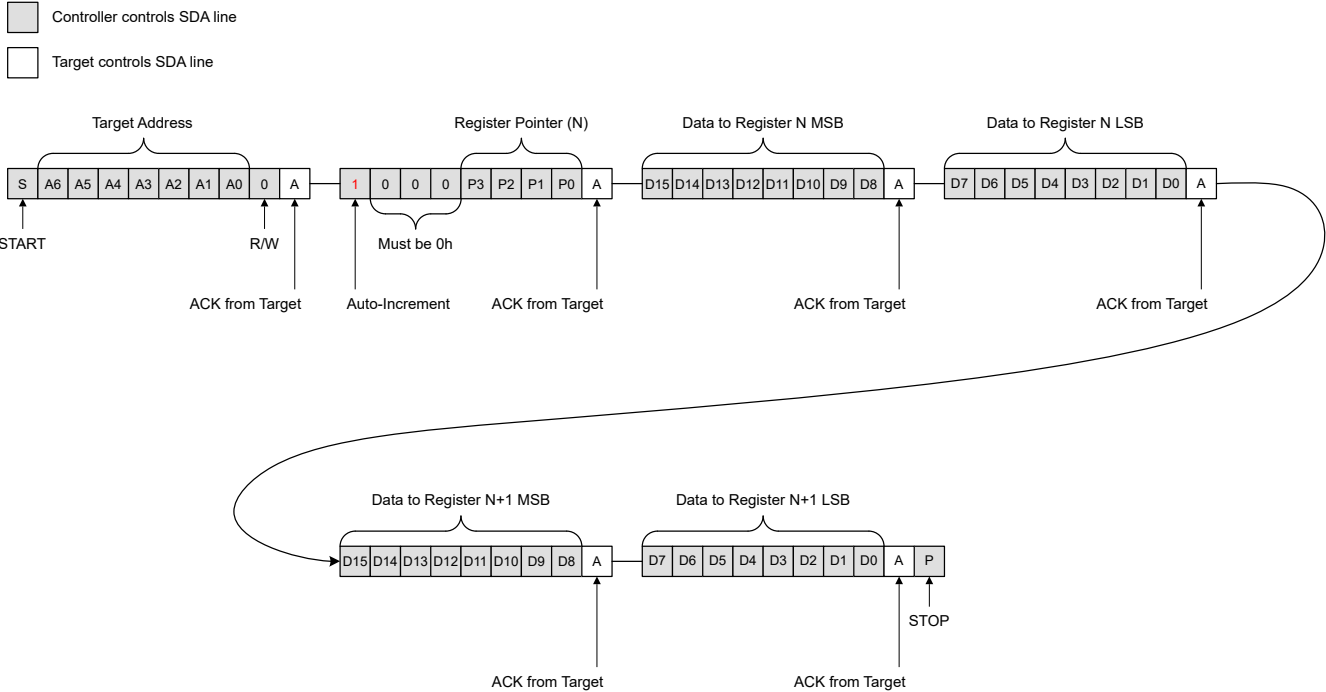 Controller controls SDA line
Target controls SDA line
Target Address
Register Pointer (N)
Data to Register N MSB
Data to Register N LSB
S A6 A5 A4 A3 A2 A1 A0 0 A
1 0 0 0 P3 P2 P1 P0 A
D15 D14 D13 D12 D11 D10 D9 D8 A
D7 D6 D5 D4 D3 D2 D1 D0 A
START
R/W
Must be 0h
ACK from Target
Auto-Increment
ACK from Target
ACK from Target
ACK from Target
Data to Register N+1 MSB
Data to Register N+1 LSB
D15 D14 D13 D12 D11 D10 D9 D8 A
D7 D6 D5 D4 D3 D2 D1 D0 A P
STOP
ACK from Target
ACK from Target